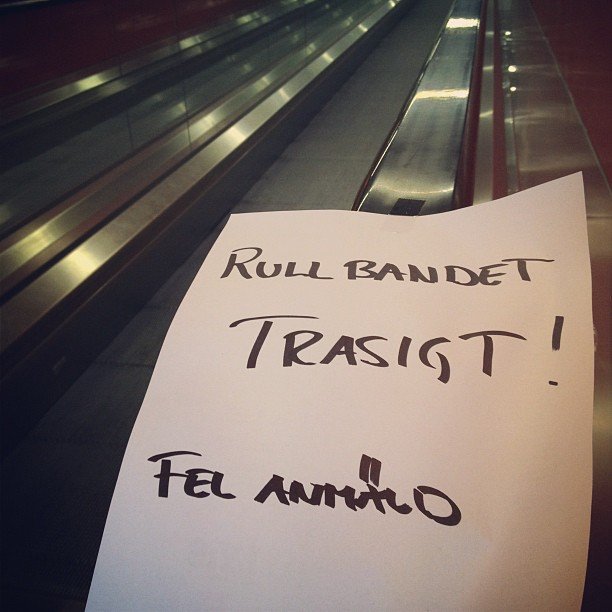 RULL BANDET
TRASIGT!
FEL ANMÄLD